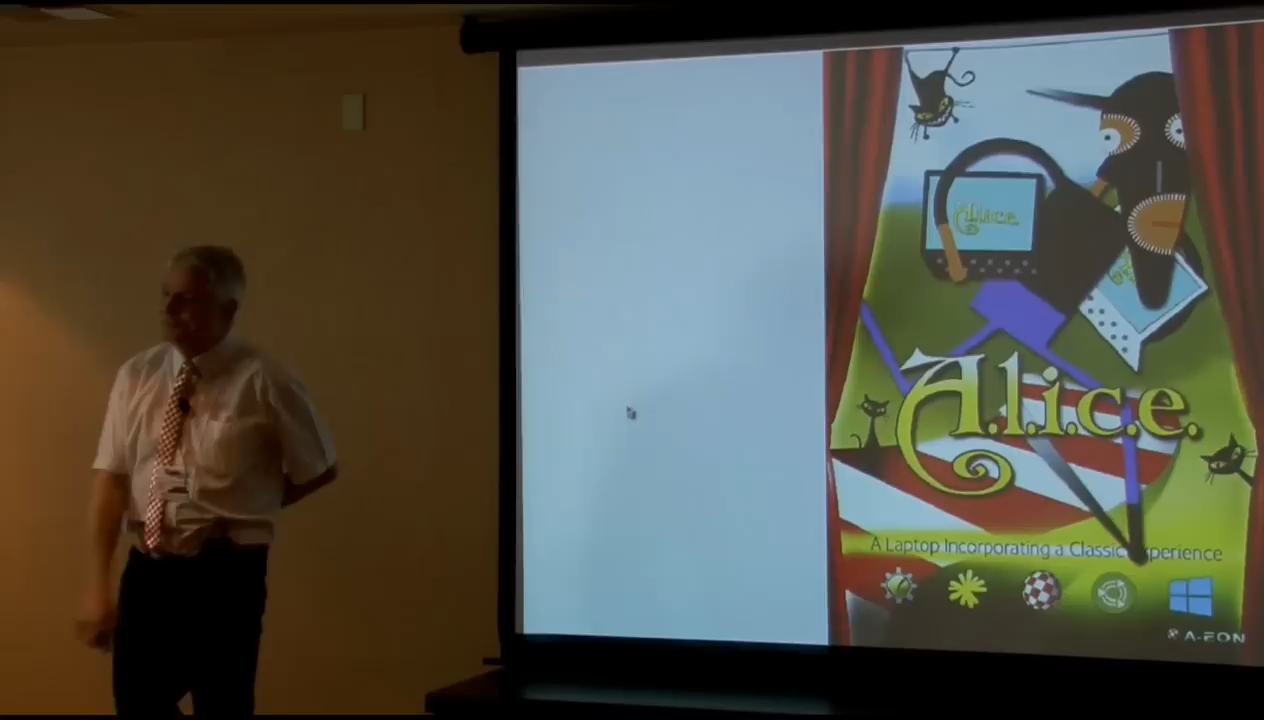 A.l.i.c.e.
A.l.i.c.e.
A Laptop Incorporating a Classic Experience
A-EON